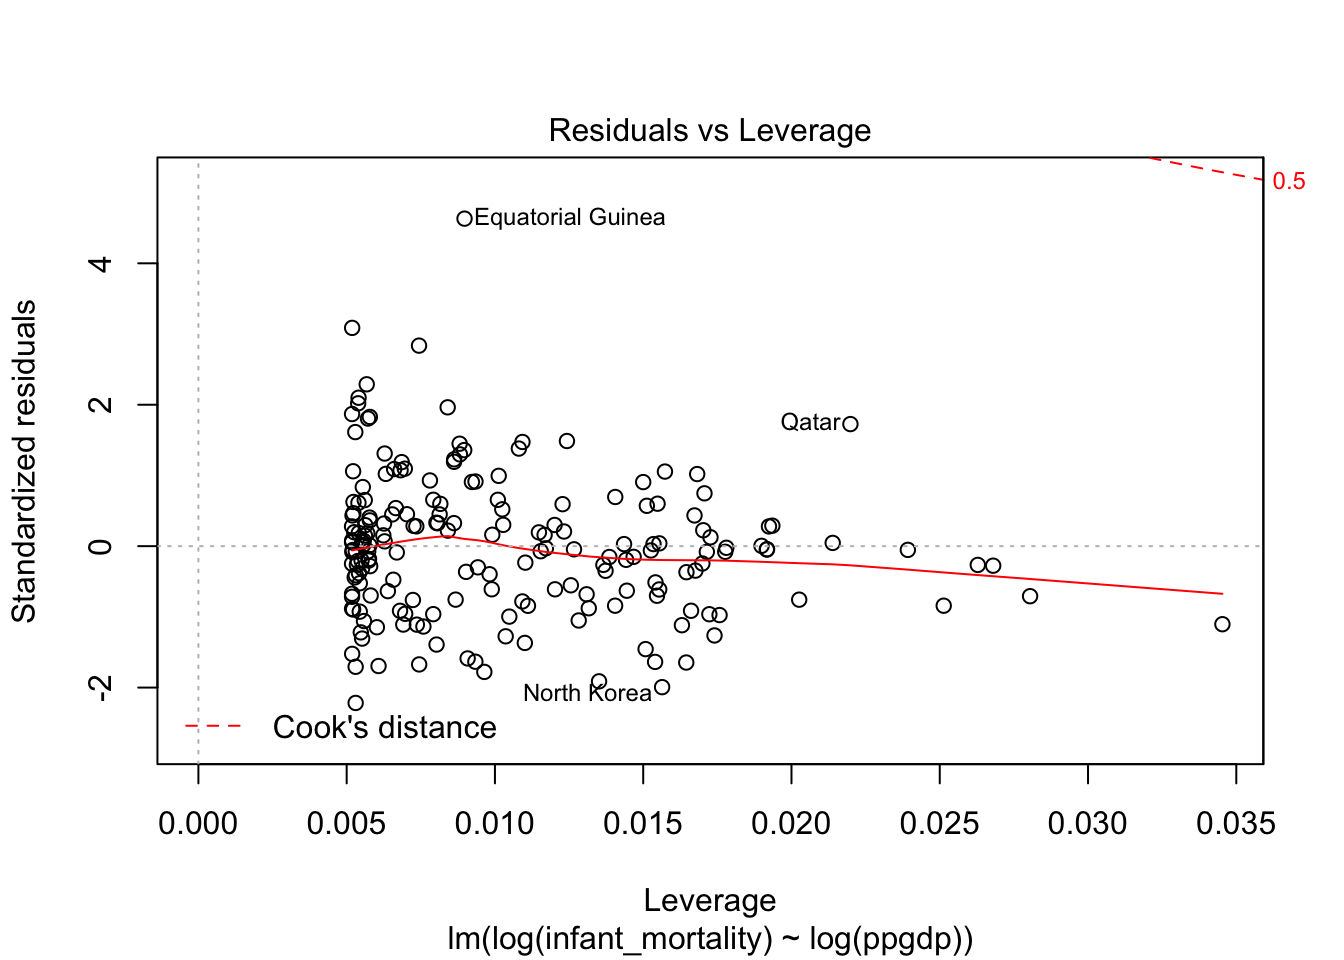 Residuals vs Leverage
0.5
Equatorial Guinea
4
2
Qatar
0
North Korea
-2
Cook's distance
Standardized residuals
0.000 0.005 0.010 0.015 0.020 0.025 0.030 0.035
Leverage
lm(log(infant_mortality) ~ log(ppgdp))